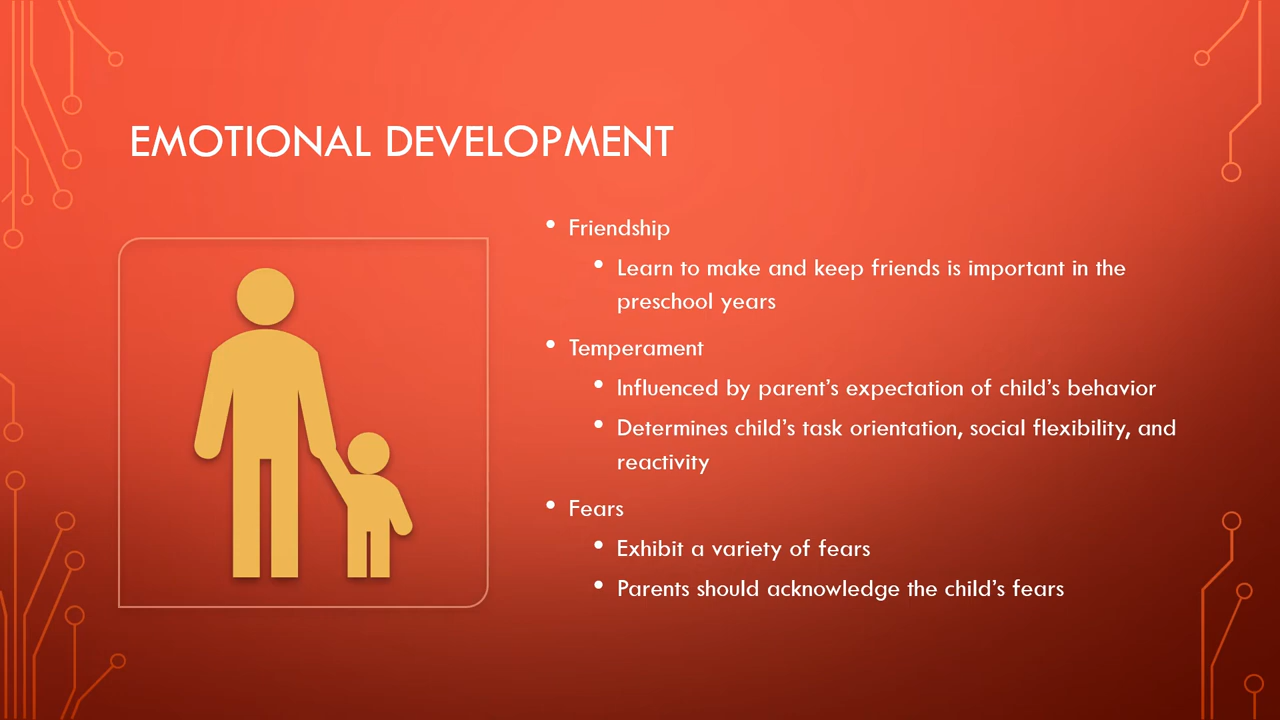 EMOTIONAL DEVELOPMENT
• Friendship
• Learn to make and keep friends is important in the
preschool years
• Temperament
• Influenced by parent’s expectation of child’s behavior
• Determines child’s task orientation, social flexibility, and
reactivity
• Fears
• Exhibit a variety of fears
• Parents should acknowledge the child’s fears